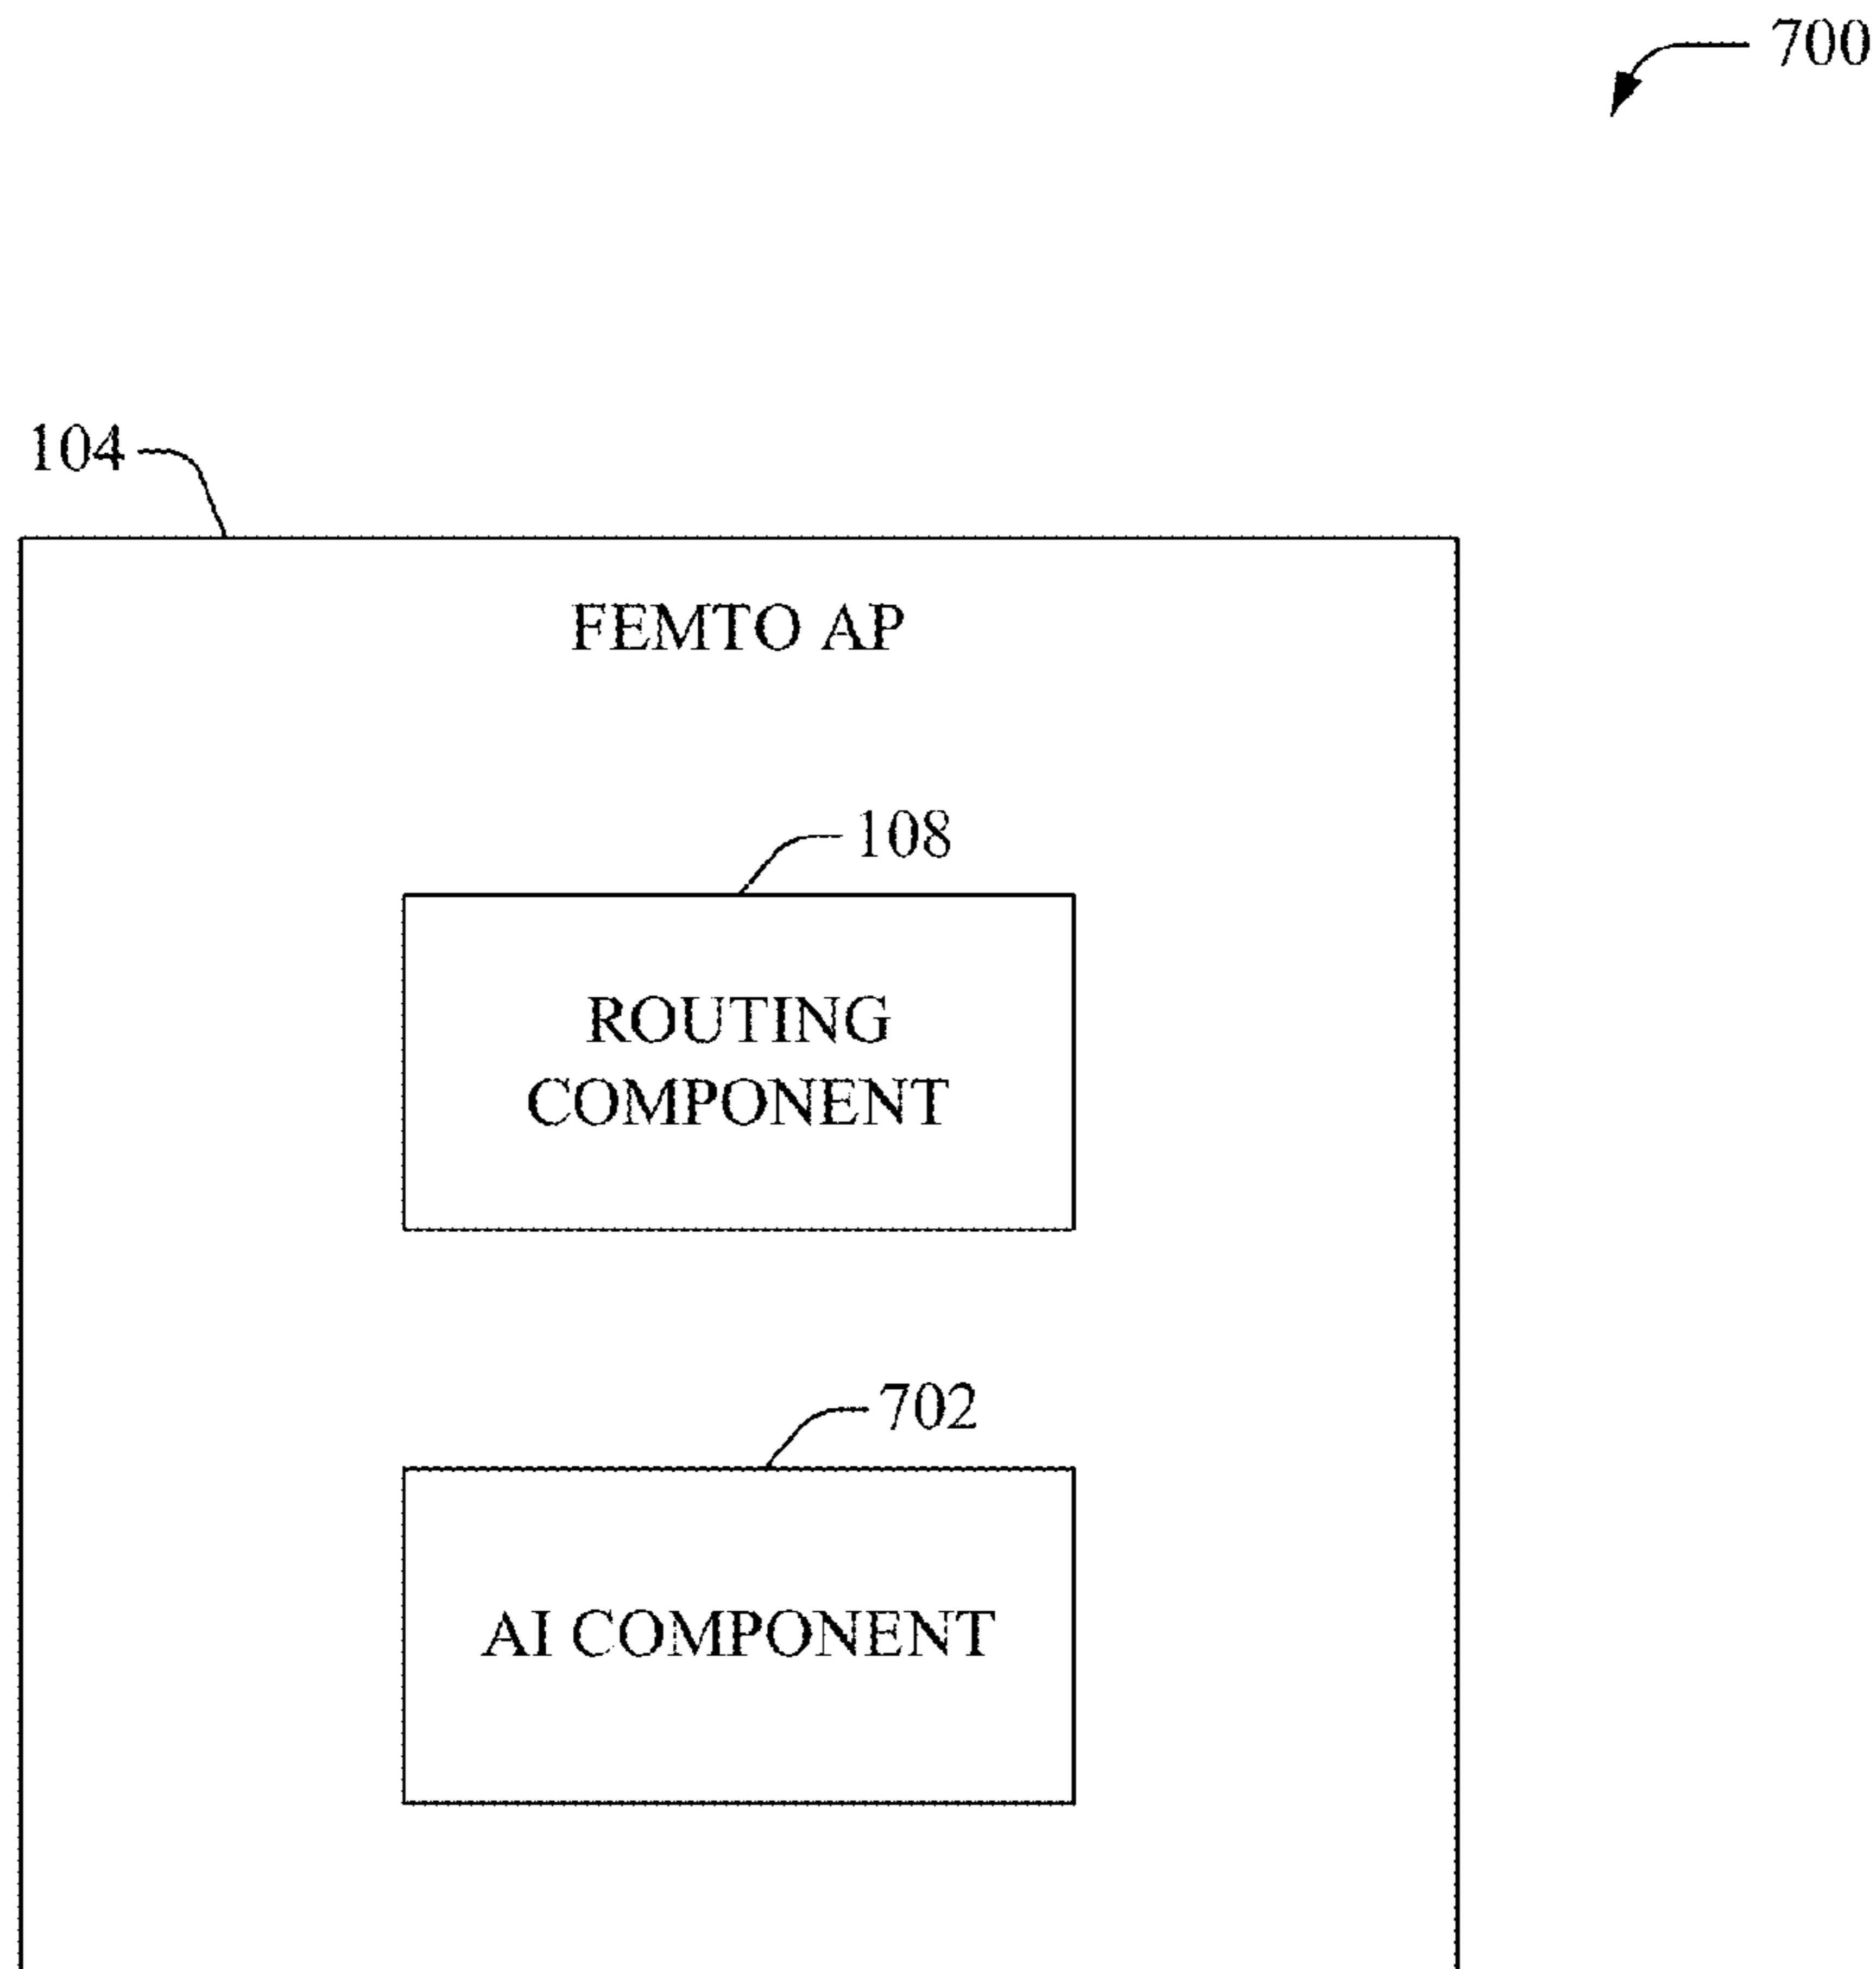 700
104
FEMTO AP
108
ROUTING
COMPONENT
702
AI COMPONENT